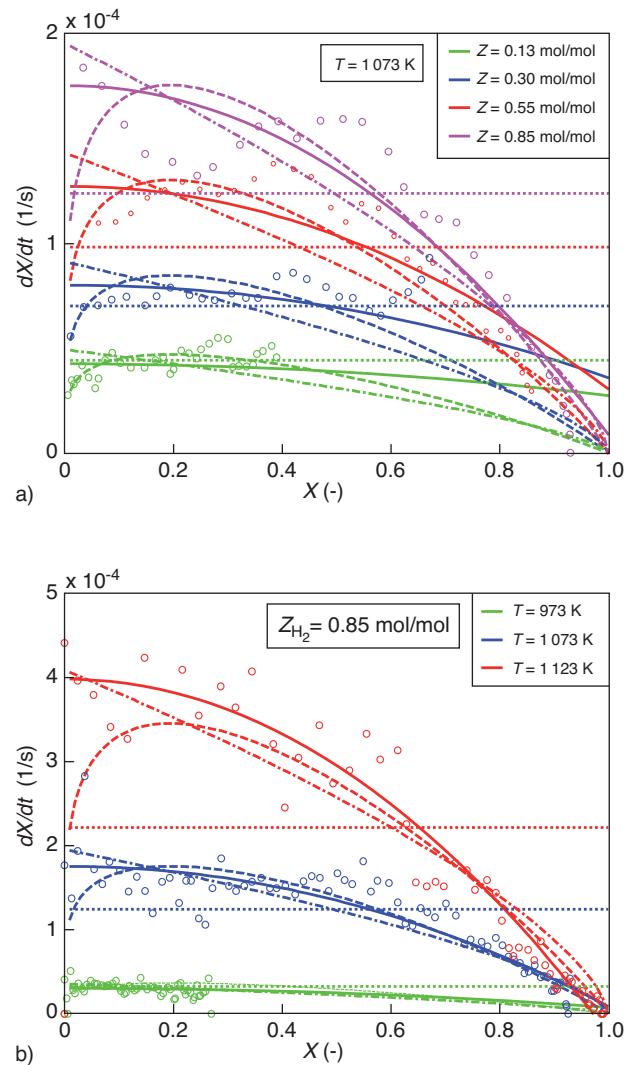 x 10-4
2
T = 1 073 K
Z = 0.13 mol/mol
Z = 0.30 mol/mol
Z = 0.55 mol/mol
Z = 0.85 mol/mol
dX/dt (1/s)
1
0
0 0.2 0.4 0.6 0.8 1.0
X (-)
a)
x 10-4
5
ZH2= 0.85 mol/mol
T = 973 K
T = 1 073 K
T = 1 123 K
4
3
dX/dt (1/s)
2
1
0
0 0.2 0.4 0.6 0.8 1.0
X (-)
b)